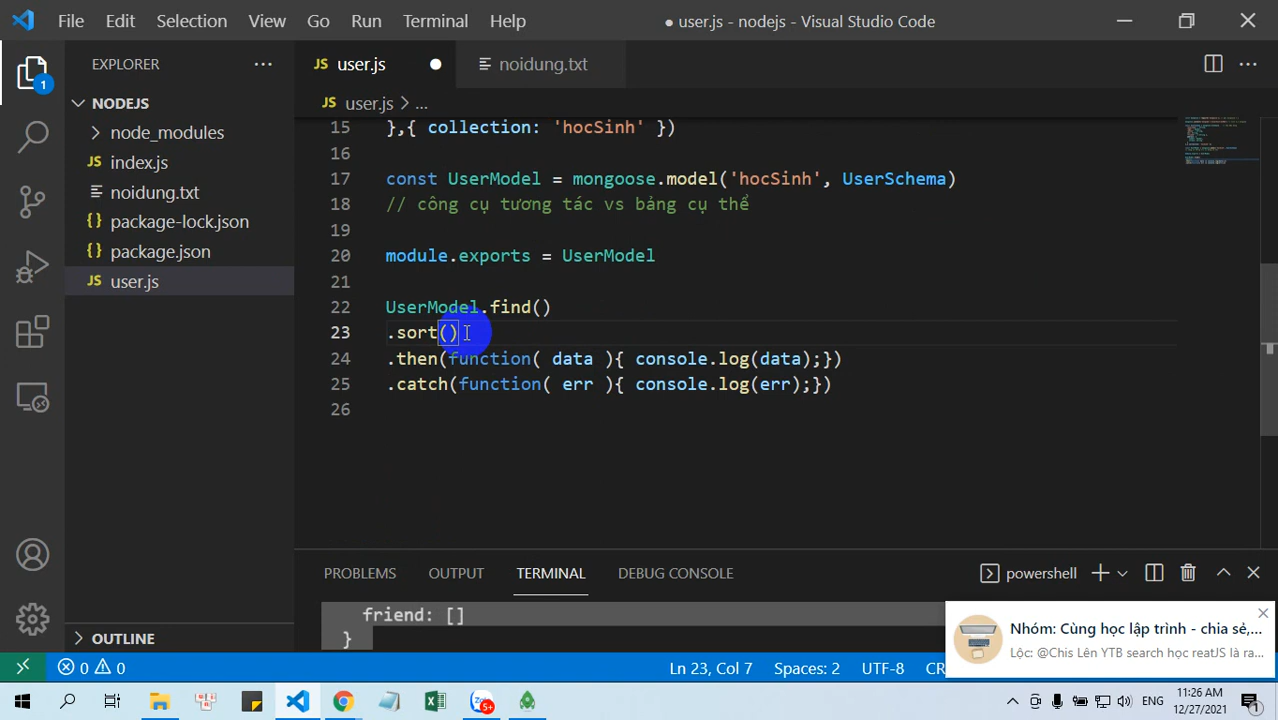 File Edit Selection View Go Run Terminal Help
● user.js - nodejs - Visual Studio Code
1
EXPLORER ...
NODEJS
node_modules
JS index.js
noidung.txt
{} package-lock.json
{} package.json
JS user.js
OUTLINE
JS user.js ●
noidung.txt
...
JS user.js > ...
15 },{ collection: 'hocSinh' })
16
17 const UserModel = mongoose.model('hocSinh', UserSchema)
18 // công cụ tương tác vs bảng cụ thể
19
20 module.exports = UserModel
21
22 UserModel.find()
23 .sort()
24 .then(function( data ){ console.log(data);})
25 .catch(function( err ){ console.log(err);})
26
PROBLEMS OUTPUT TERMINAL DEBUG CONSOLE
powershell
friend: []
}
Nhóm: Cùng học lập trình - chia sẻ,...
Lộc: @Chis Lên YTB search học reatJS là ra...
0 0
Ln 23, Col 7 Spaces: 2 UTF-8 CR
5+
ENG
11:26 AM
12/27/2021
1